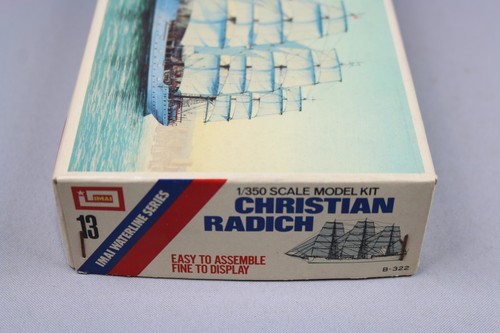 IMAI
13
IMAI WATERLINE SERIES
1/350 SCALE MODEL KIT
CHRISTIAN
RADICH
EASY TO ASSEMBLE
FINE TO DISPLAY
B-322